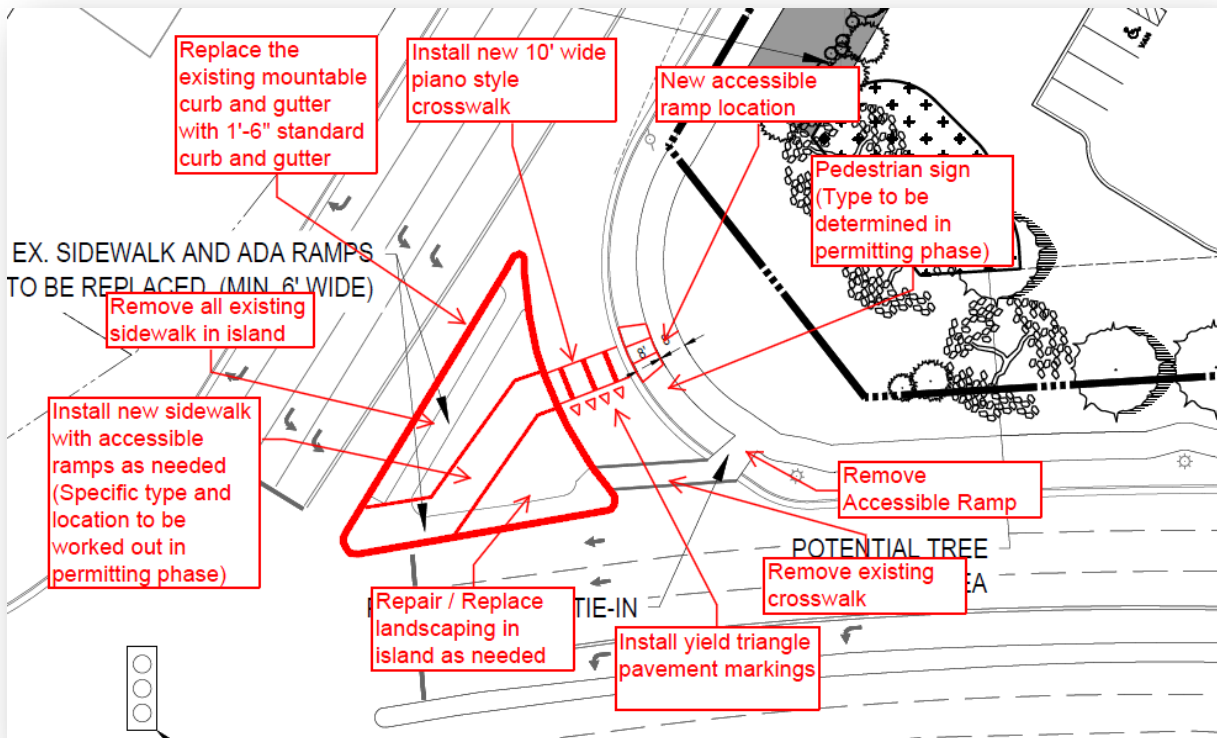 Replace the
existing mountable
curb and gutter
with 1'-6" standard
curb and gutter
Install new 10' wide
piano style
crosswalk
New accessible
ramp location
VAN
Pedestrian sign
(Type to be
determined in
permitting phase)
EX. SIDEWALK AND ADA RAMPS
TO BE REPLACED (MIN. 6' WIDE)
Remove all existing
sidewalk in island
8'
Install new sidewalk
with accessible
ramps as needed
(Specific type and
location to be
worked out in
permitting phase)
Remove
Accessible Ramp
POTENTIAL TREE
Remove existing
crosswalk
Repair / Replace
landscaping in
island as needed
TIE-IN
Install yield triangle
pavement markings